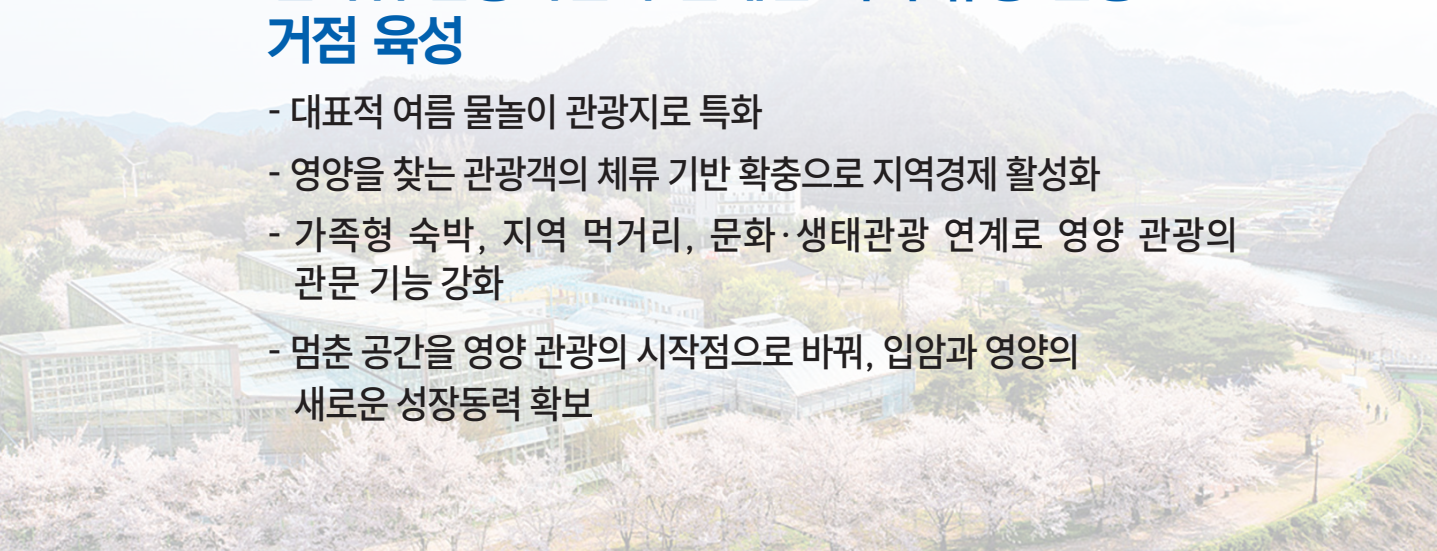 거점 육성
- 대표적 여름 물놀이 관광지로 특화
- 영양을 찾는 관광객의 체류 기반 확충으로 지역경제 활성화
- 가족형 숙박, 지역 먹거리, 문화·생태관광 연계로 영양 관광의
관문 기능 강화
- 멈춘 공간을 영양 관광의 시작점으로 바꿔, 입암과 영양의
새로운 성장동력 확보